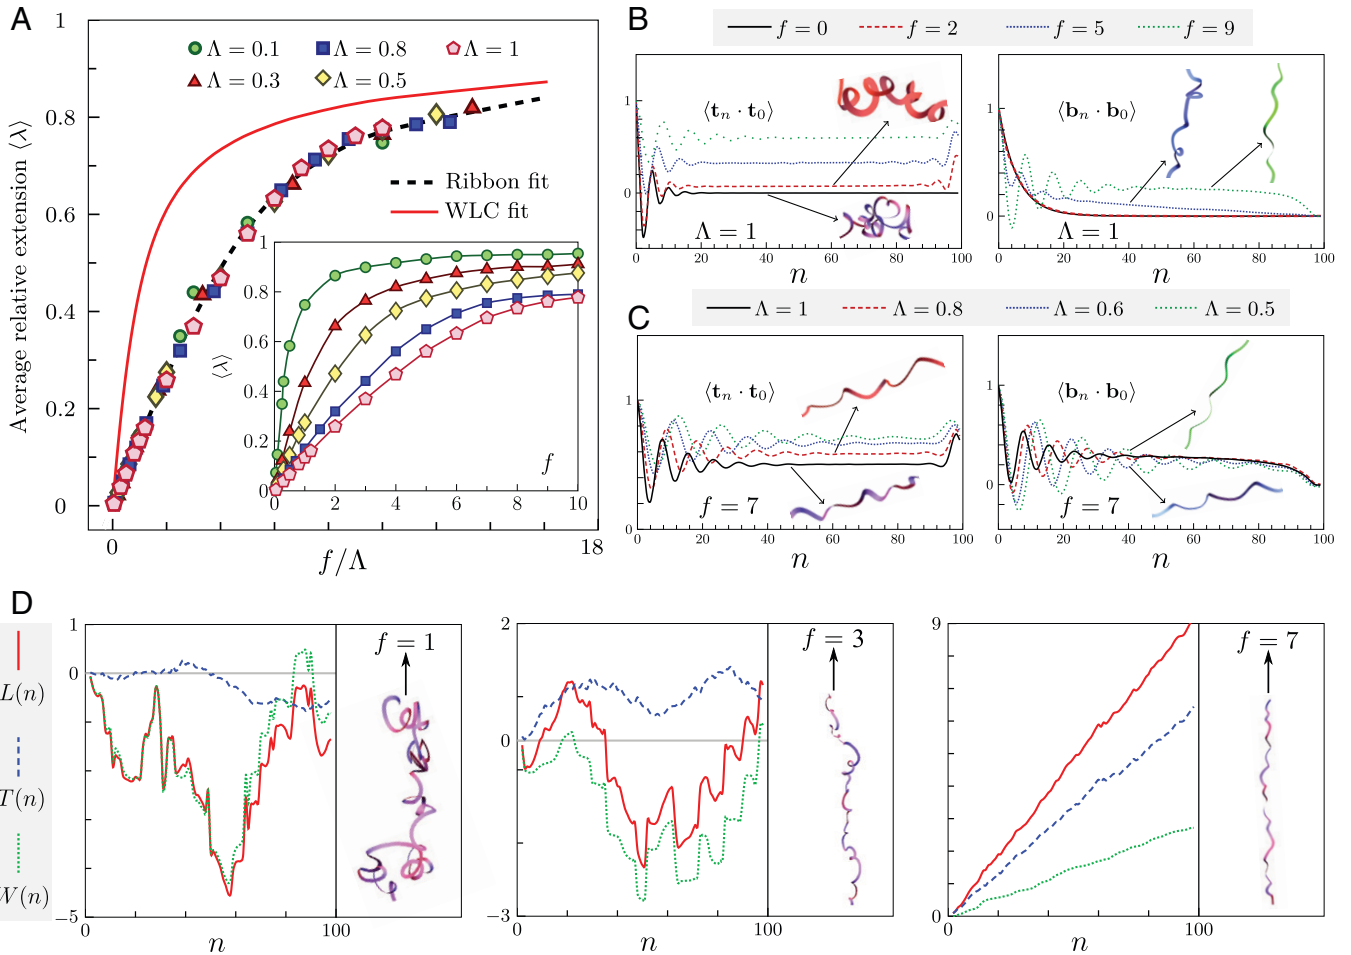 A
1
0.8
0.6
0.4
0.2
0
Average relative extension ⟨λ⟩
Λ = 0.1
Λ = 0.8
Λ = 1
Λ = 0.3
Λ = 0.5
Ribbon fit
WLC fit
1
0.8
0.6
0.4
0.2
0
⟨λ⟩
f
0 2 4 6 8 10
0
f/Λ
18
B
f = 0
f = 2
f = 5
f = 9
1
0
⟨t_n · t_0⟩
Λ = 1
0 20 40 60 80 100
n
1
0
⟨b_n · b_0⟩
Λ = 1
0 20 40 60 80 100
n
C
Λ = 1
Λ = 0.8
Λ = 0.6
Λ = 0.5
1
0
⟨t_n · t_0⟩
f = 7
0 20 40 60 80 100
n
1
0
⟨b_n · b_0⟩
f = 7
0 20 40 60 80 100
n
D
L(n)
T(n)
W(n)
1
0
−5
f = 1
0
n
100
2
0
−3
f = 3
0
n
100
9
0
f = 7
0
n
100